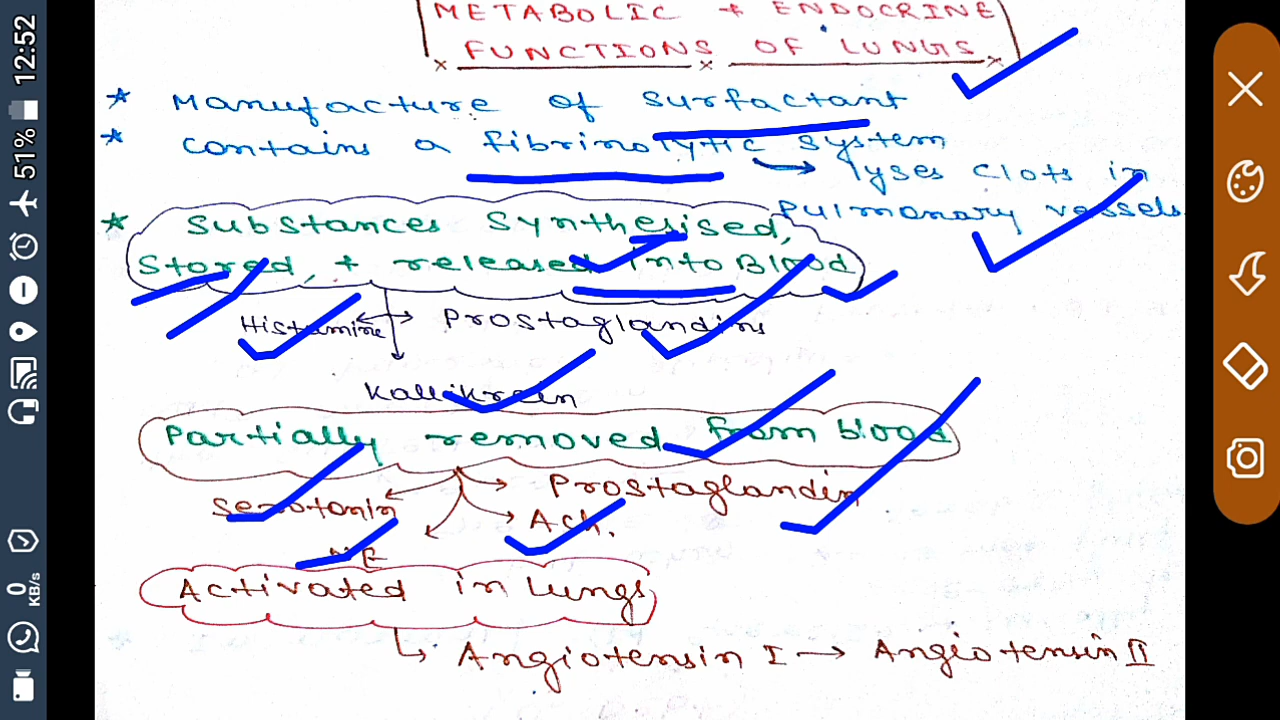 METABOLIC + ENDOCRINE
FUNCTIONS OF LUNGS
* Manufacture of surfactant
* contains a fibrinolytic system
→ lyses clots in
pulmonary vessels
* Substances Synthesised,
Stored, + released into Blood
Histamine
Prostaglandins
Kallikrein
Partially removed from blood
Serotonin
Prostaglandin
Ach.
NE
Activated in Lungs
Angiotensin I → Angiotensin II
12:52
51%
0
KB/s